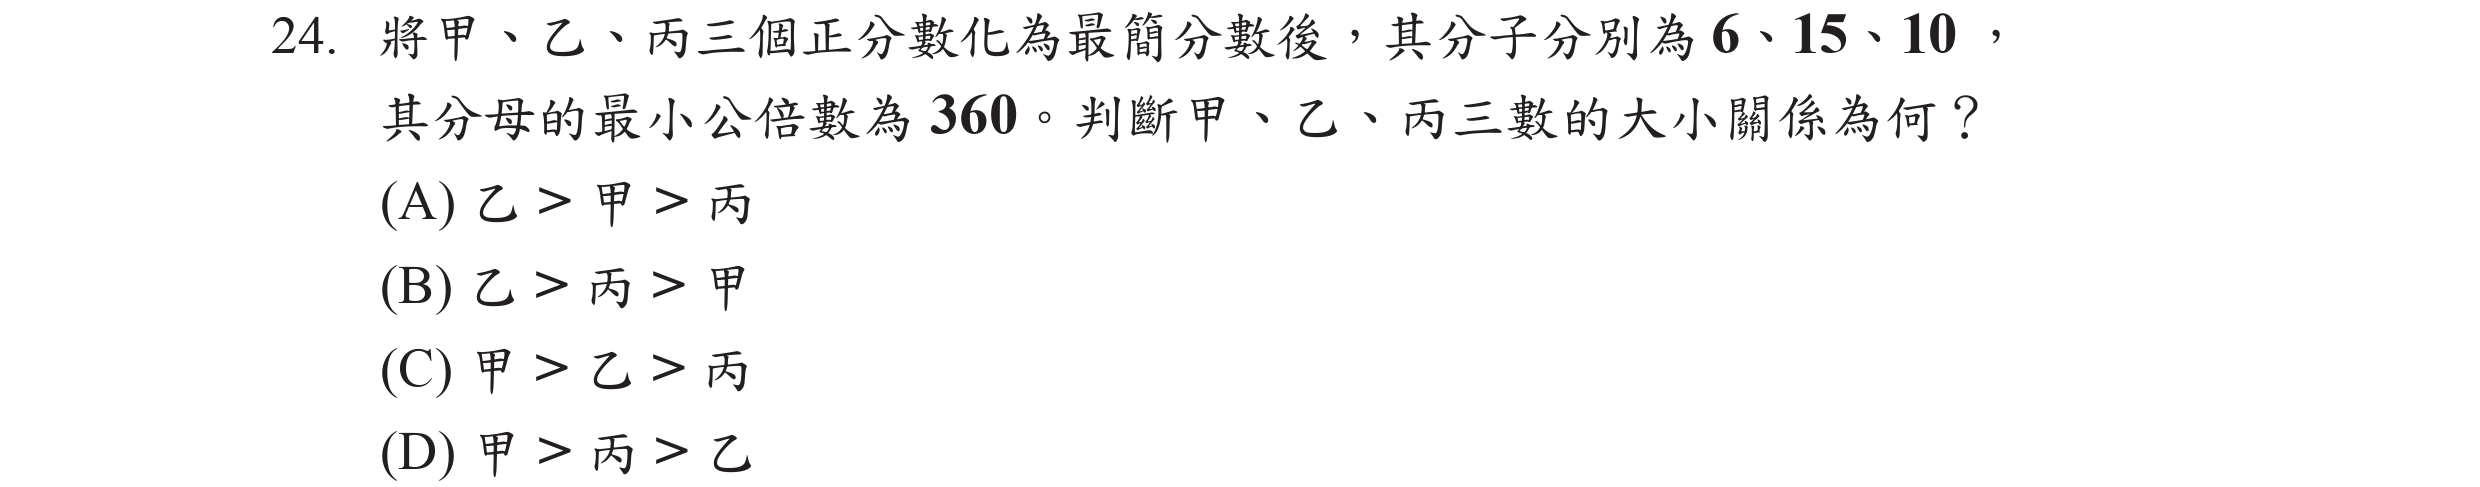 24. 將甲、乙、丙三個正分數化為最簡分數後，其分子分別為 6、15、10，
其分母的最小公倍數為 360。判斷甲、乙、丙三數的大小關係為何？
(A) 乙 > 甲 > 丙
(B) 乙 > 丙 > 甲
(C) 甲 > 乙 > 丙
(D) 甲 > 丙 > 乙